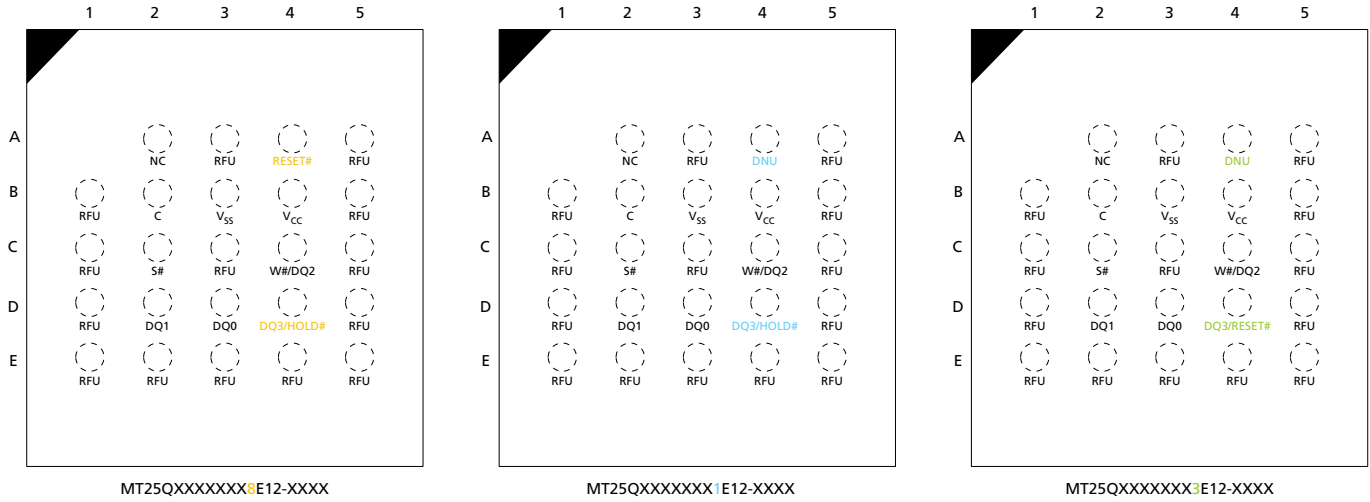 1 2 3 4 5 1 2 3 4 5 1 2 3 4 5
A A A
NC RFU RESET# RFU NC RFU DNU RFU NC RFU DNU RFU
B B B
RFU C VSS VCC RFU RFU C VSS VCC RFU RFU C VSS VCC RFU
C C C
RFU S# RFU W#/DQ2 RFU RFU S# RFU W#/DQ2 RFU RFU S# RFU W#/DQ2 RFU
D D D
RFU DQ1 DQ0 DQ3/HOLD# RFU RFU DQ1 DQ0 DQ3/HOLD# RFU RFU DQ1 DQ0 DQ3/RESET# RFU
E E E
RFU RFU RFU RFU RFU RFU RFU RFU RFU RFU RFU RFU RFU RFU RFU
MT25QXXXXXXX8E12-XXXX MT25QXXXXXXX1E12-XXXX MT25QXXXXXXX3E12-XXXX